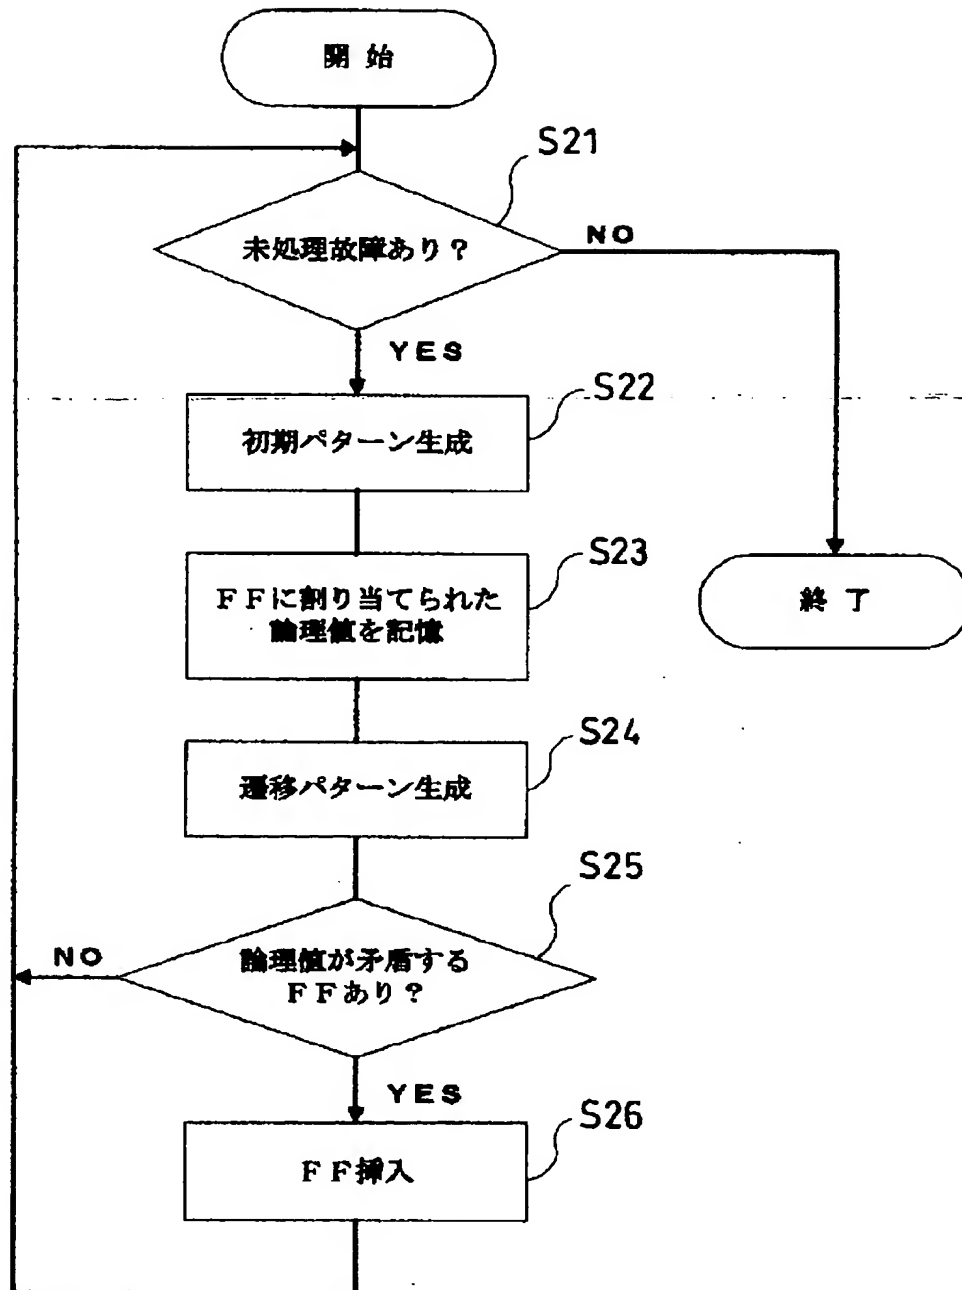 開 始
S21
未処理故障あり？
NO
YES
S22
初期パターン生成
S23
ＦＦに割り当てられた
論理値を記憶
終 了
S24
遷移パターン生成
S25
論理値が矛盾する
ＦＦあり？
NO
YES
S26
ＦＦ挿入